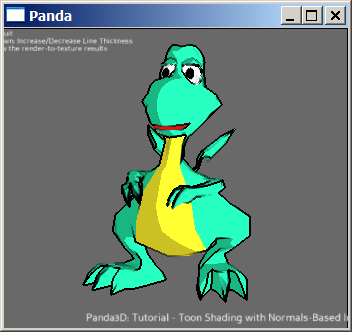 Panda
uit
wn: Increase/Decrease Line Thickness
v the render-to-texture results
Panda3D: Tutorial - Toon Shading with Normals-Based In